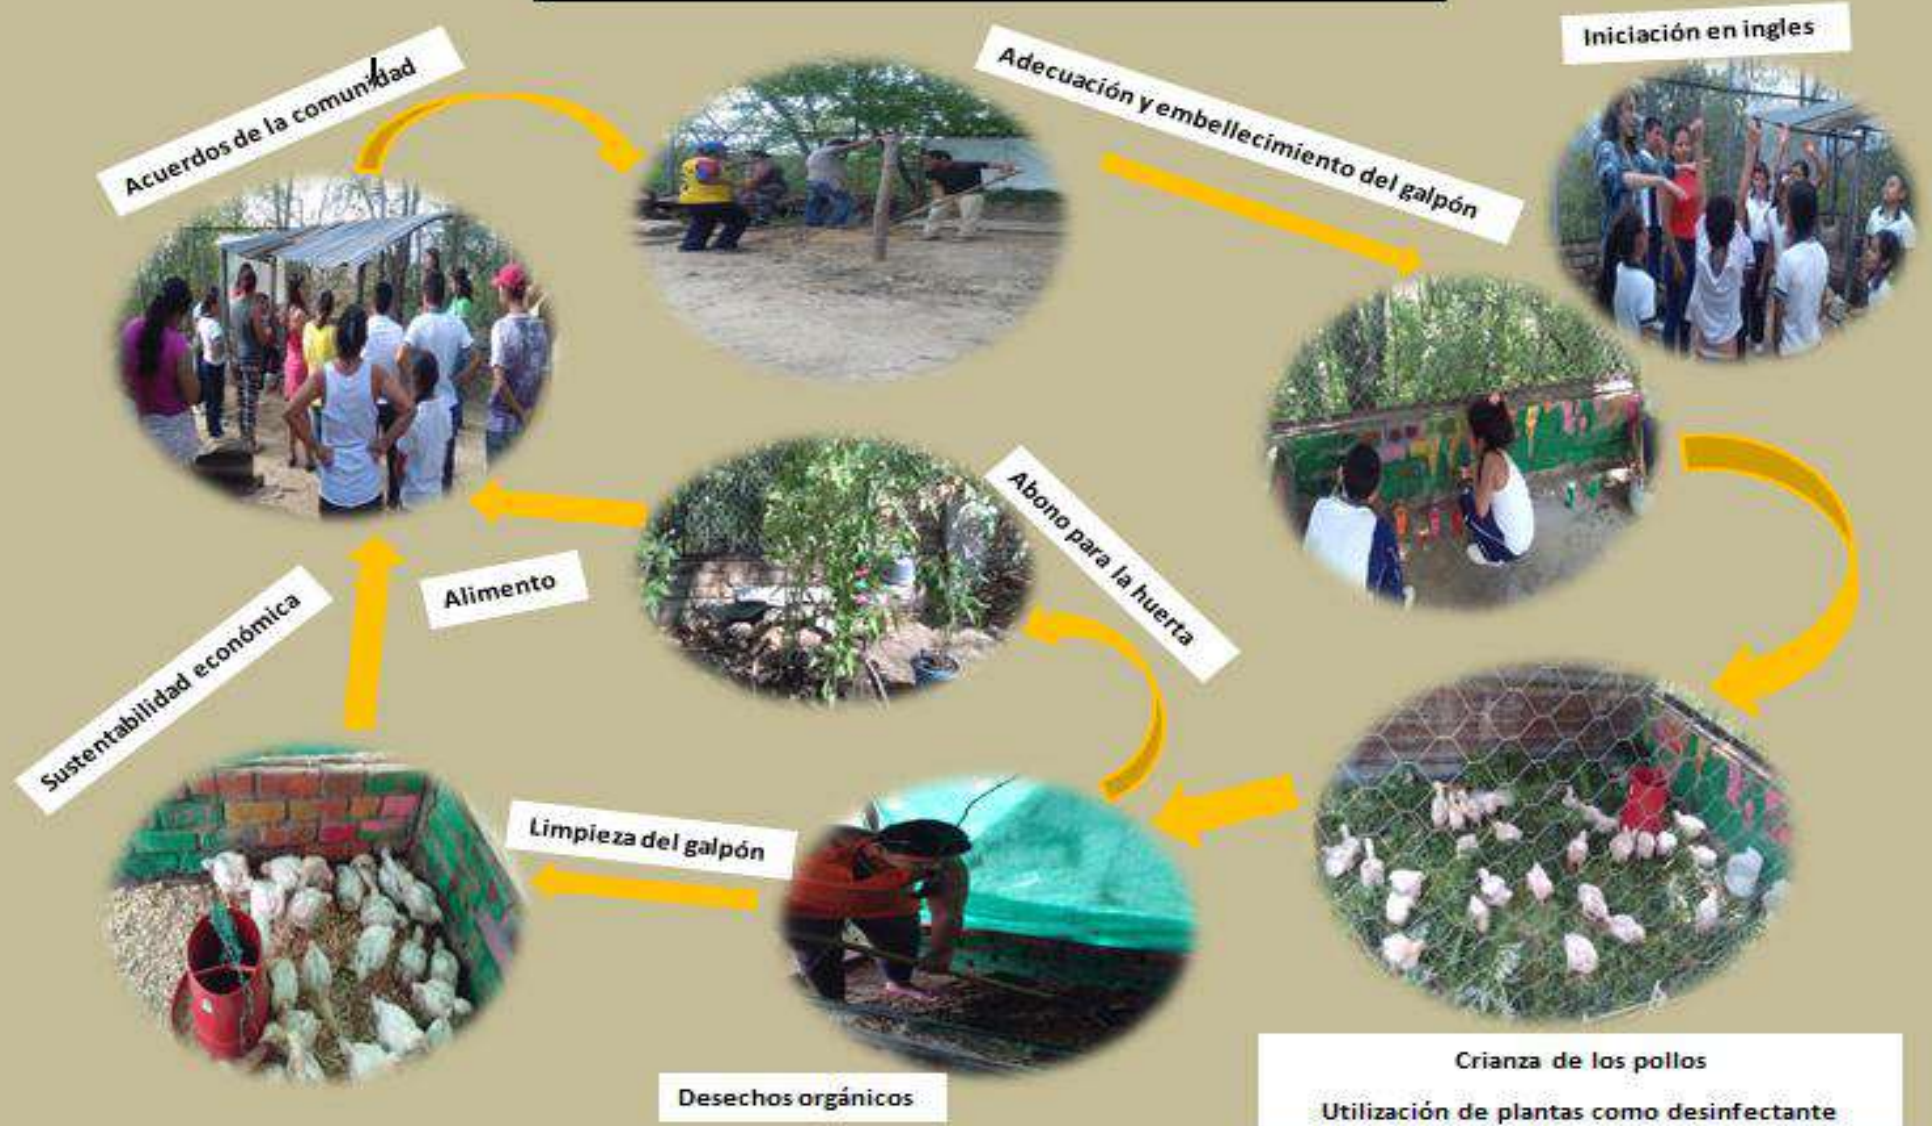 Iniciación en ingles
Acuerdos de la comunidad
Adecuación y embellecimiento del galpón
Abono para la huerta
Alimento
Sustentabilidad económica
Limpieza del galpón
Desechos orgánicos
Crianza de los pollos
Utilización de plantas como desinfectante